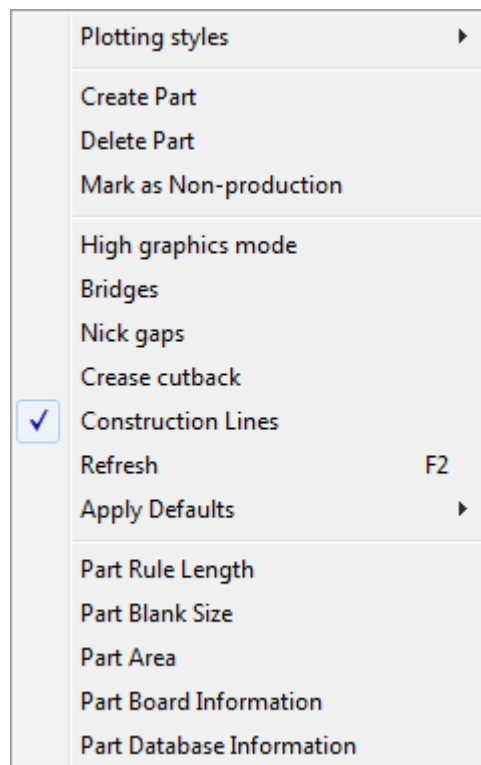 Plotting styles
Create Part
Delete Part
Mark as Non-production
High graphics mode
Bridges
Nick gaps
Crease cutback
Construction Lines
Refresh F2
Apply Defaults
Part Rule Length
Part Blank Size
Part Area
Part Board Information
Part Database Information